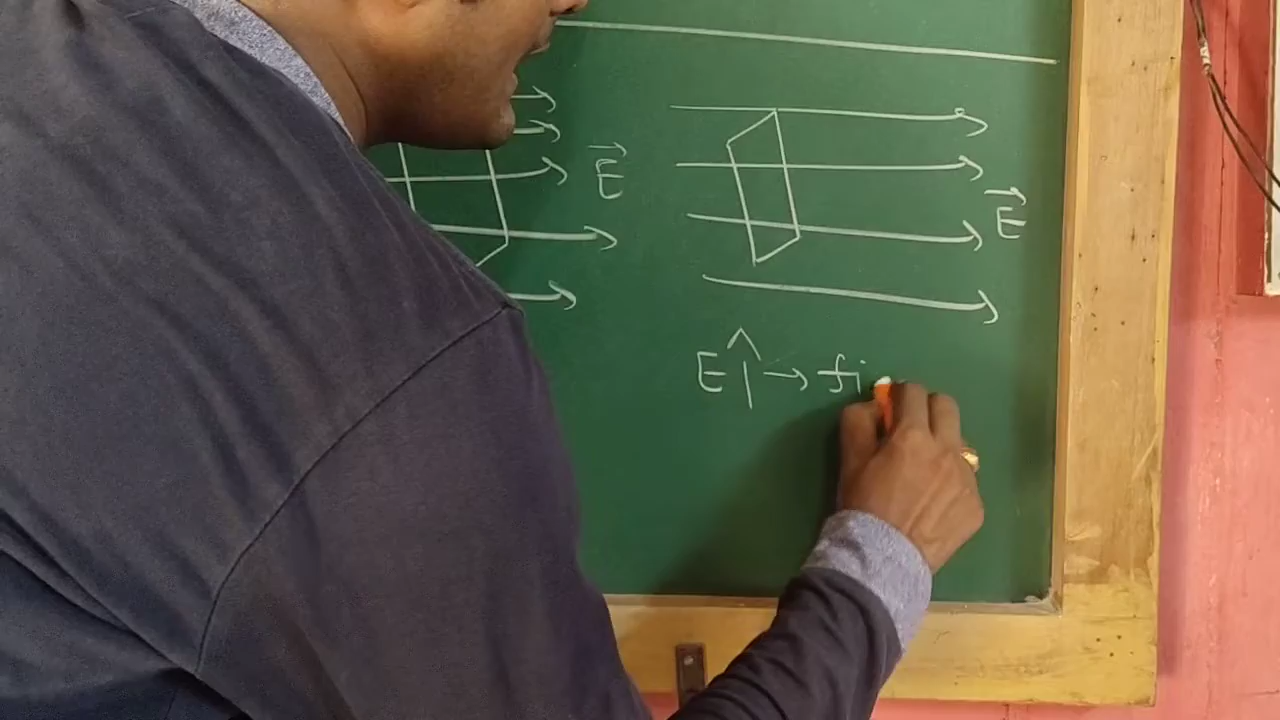 E⃗ E⃗
E↑ → fi